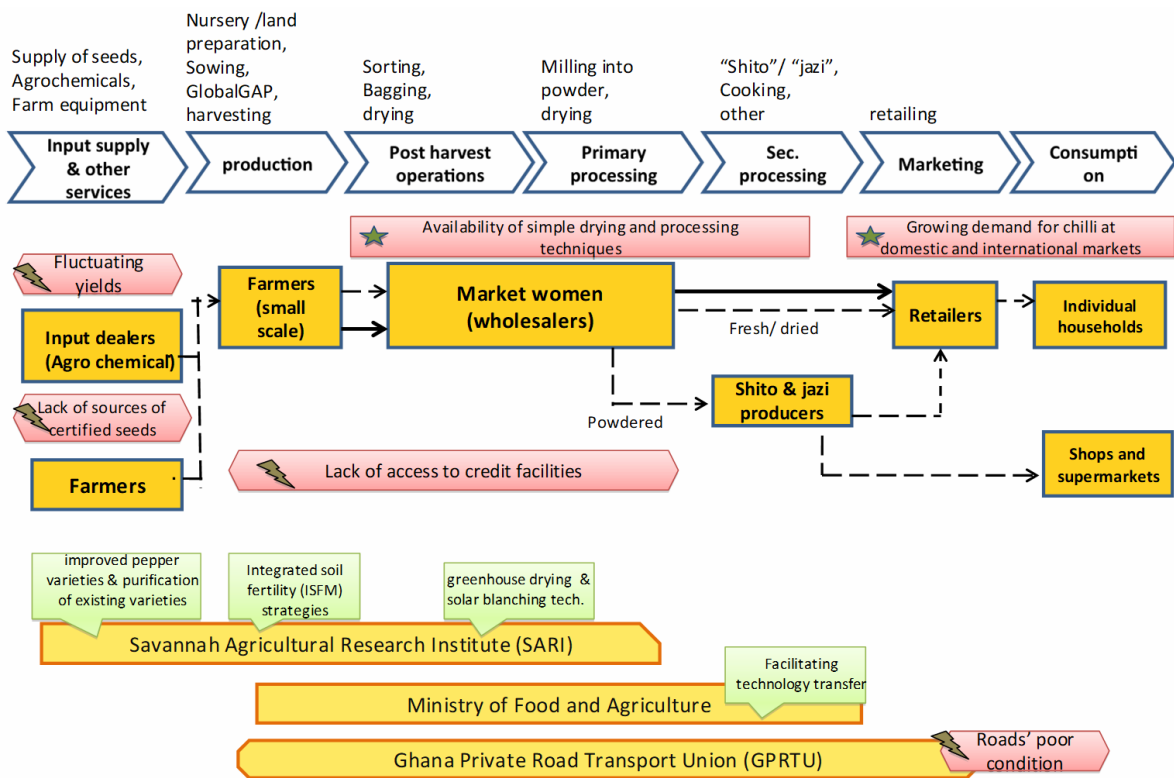 Supply of seeds,
Agrochemicals,
Farm equipment
Nursery /land
preparation,
Sowing,
GlobalGAP,
harvesting
Sorting,
Bagging,
drying
Milling into
powder,
drying
“Shito”/ “jazi”,
Cooking,
other
retailing
Input supply
& other
services
production
Post harvest
operations
Primary
processing
Sec.
processing
Marketing
Consumpti
on
Availability of simple drying and processing
techniques
Growing demand for chilli at
domestic and international markets
Fluctuating
yields
Input dealers
(Agro chemical)
Lack of sources of
certified seeds
Farmers
Farmers
(small
scale)
Market women
(wholesalers)
Fresh/ dried
Powdered
Shito & jazi
producers
Retailers
Individual
households
Shops and
supermarkets
Lack of access to credit facilities
improved pepper
varieties & purification
of existing varieties
Integrated soil
fertility (ISFM)
strategies
greenhouse drying &
solar blanching tech.
Savannah Agricultural Research Institute (SARI)
Facilitating
technology transfer
Ministry of Food and Agriculture
Ghana Private Road Transport Union (GPRTU)
Roads’ poor
condition